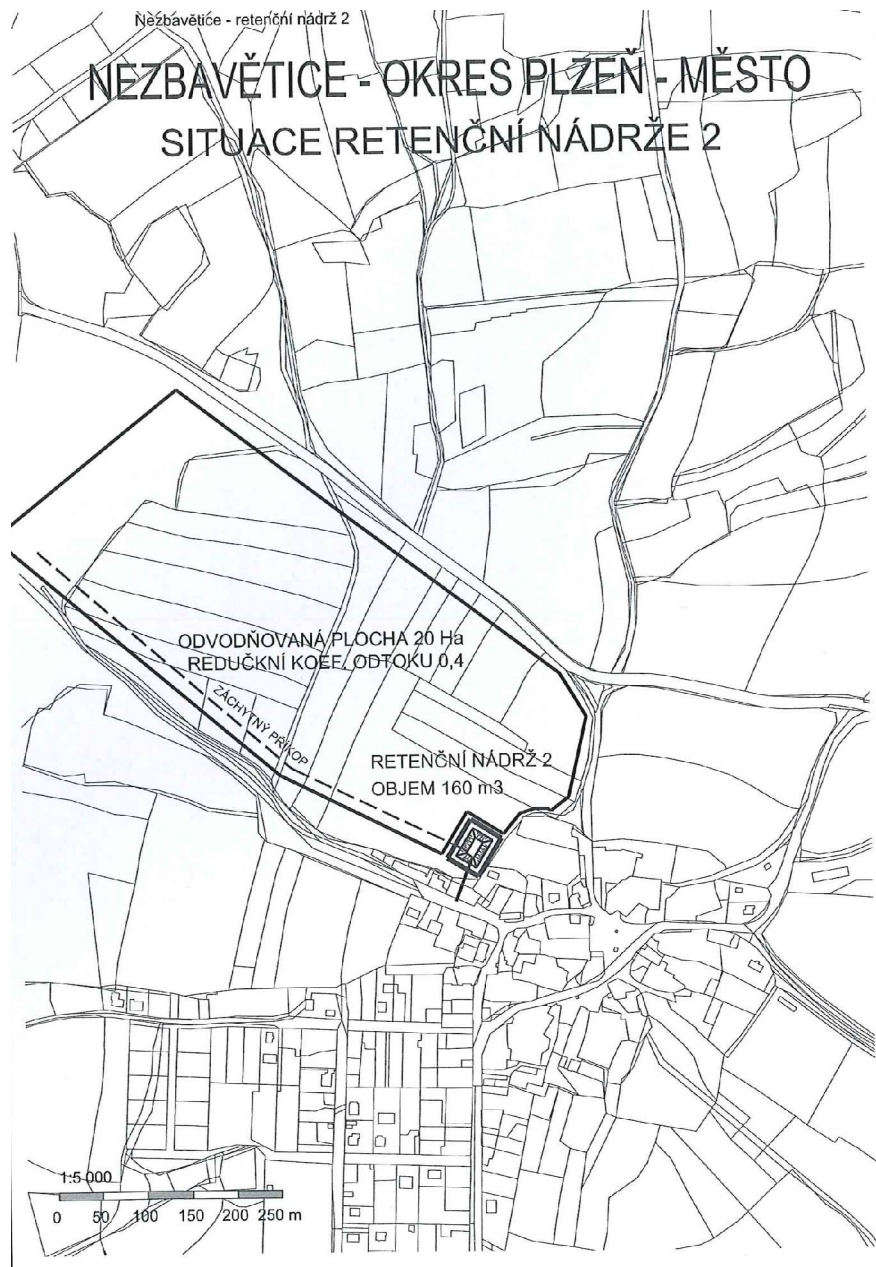 Nezbavětice - retenční nádrž 2
NEZBAVĚTICE - OKRES PLZEŇ - MĚSTO
SITUACE RETENČNÍ NÁDRŽE 2
ODVODŇOVANÁ PLOCHA 20 Ha
REDUČKNÍ KOEF. ODTOKU 0,4
ZÁCHYTNÝ PŘÍKOP
RETENČNÍ NÁDRŽ 2
OBJEM 160 m3
1:5 000
0 50 100 150 200 250 m